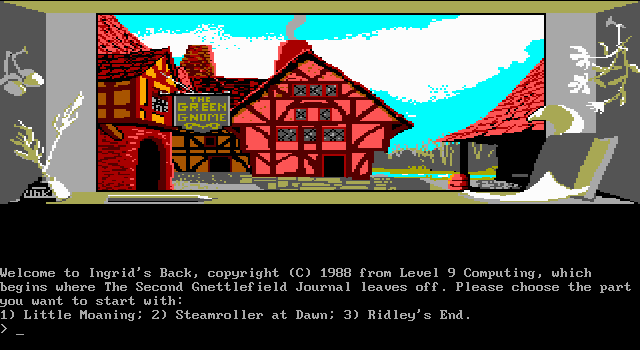 THE
GREEN
GNOME
Ink
Welcome to Ingrid's Back, copyright (C) 1988 from Level 9 Computing, which
begins where The Second Gnettlefield Journal leaves off. Please choose the part
you want to start with:
1) Little Moaning; 2) Steamroller at Dawn; 3) Ridley's End.
> _